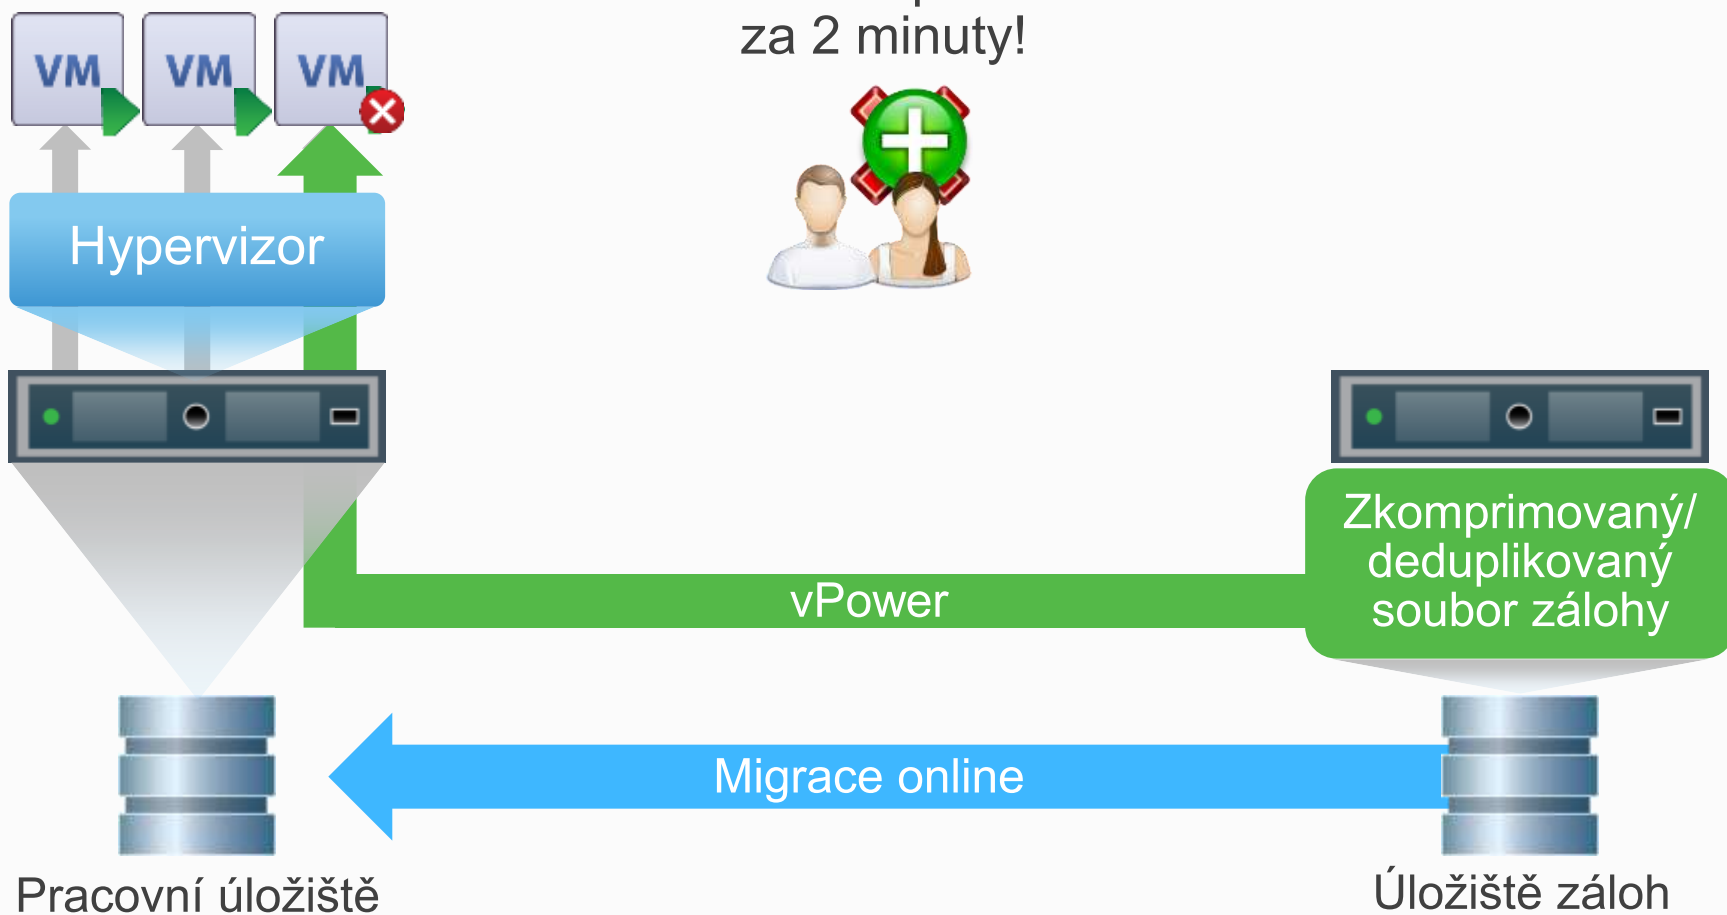 za 2 minuty!
VM
VM
VM
Hypervizor
Zkomprimovaný/
deduplikovaný
soubor zálohy
vPower
Migrace online
Pracovní úložiště
Úložiště záloh